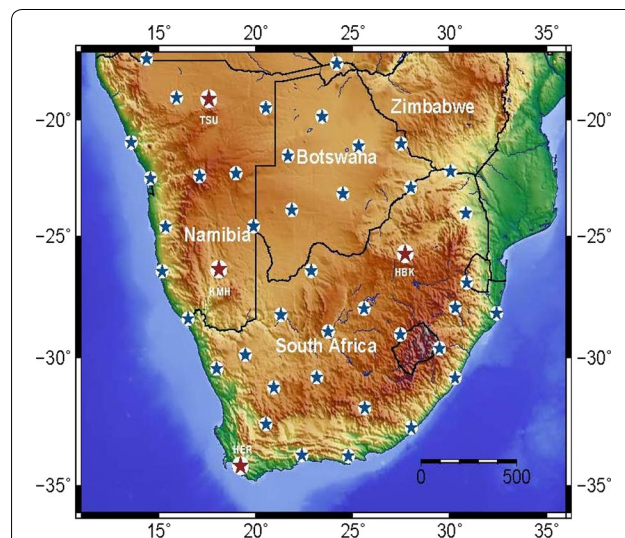 15° 20° 25° 30° 35°
−20° Zimbabwe −20°
TSU
Botswana
−25° Namibia −25°
HBK
KMH
South Africa
−30° −30°
HER
0 500
−35° −35°
15° 20° 25° 30° 35°